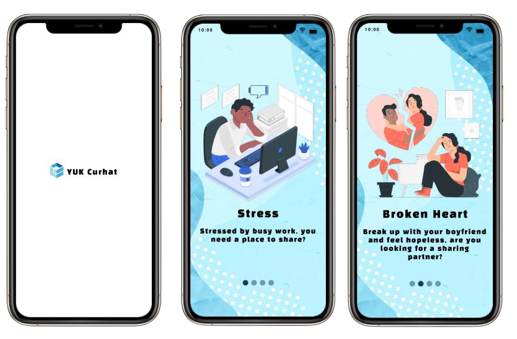 YUK Curhat
10:00
Stress
Stressed by busy work, you
need a place to share?
10:00
Broken Heart
Break up with your boyfriend
and feel hopeless, are you
looking for a sharing
partner?